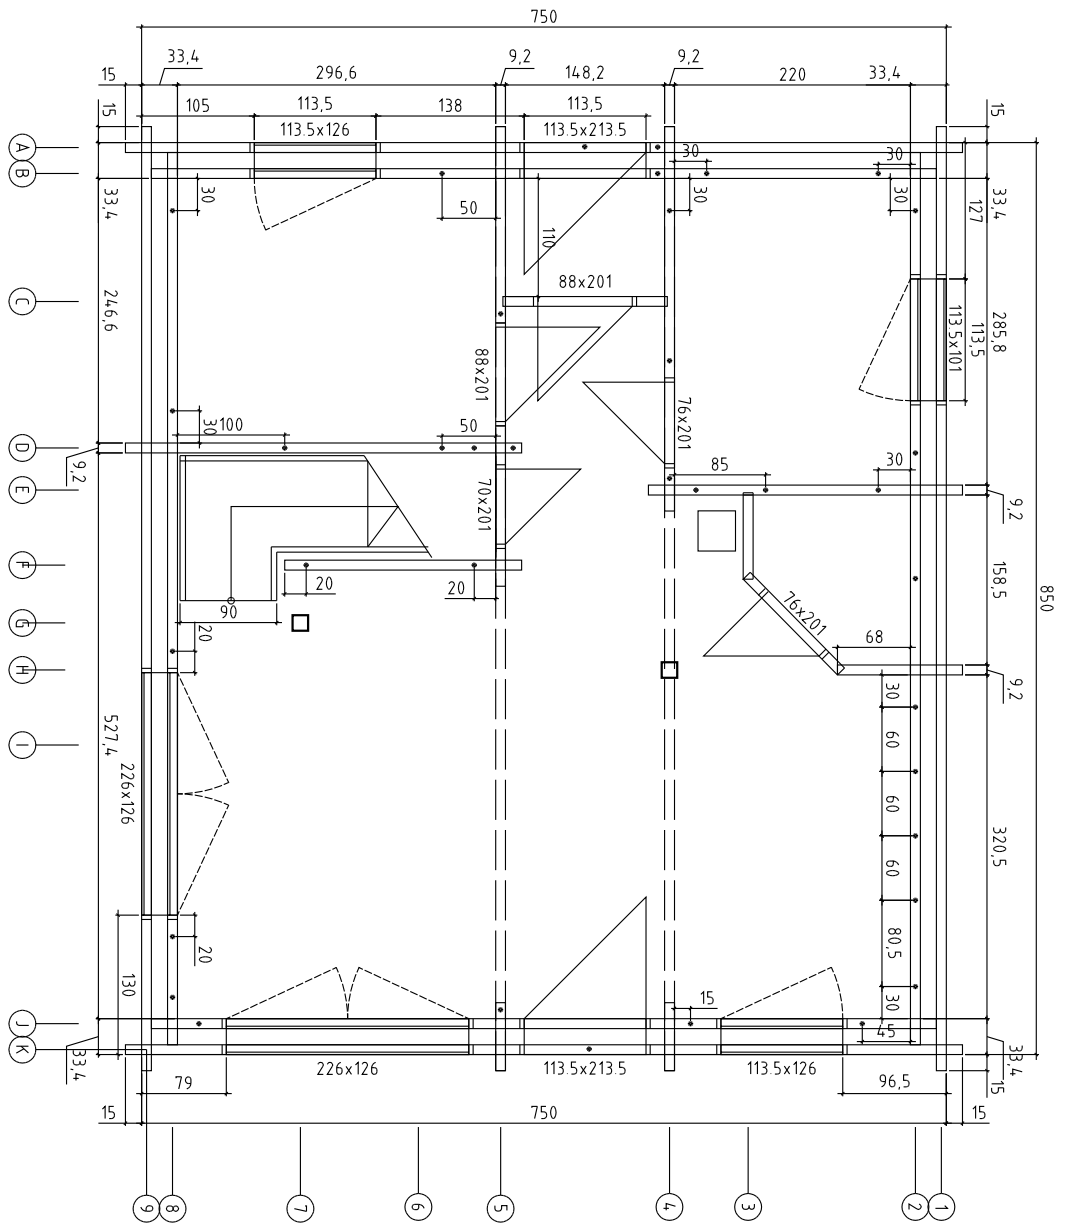 750
33,4 9,2 9,2
15 296,6 148,2 220 33,4
15 105 113,5 138 113,5 15
113.5x126 113.5x213.5
A
30 30
B
30 30 30
33,4 50 127 33,4
110
C
88x201
246,6
113.5x101 113,5 285,8
88x201
76x201
30 100 50
D
9,2
85 30
E
70x201
9,2
F
20 20
158,5
850
90
76x201
G
20
68
H
9,2
30
I
527,4
60
226x126
60
320,5
60
20
80,5
130
15 30
J
45
K
33,4 33,4
226x126 113.5x213.5 113.5x126
79 96,5 15
15 750 15
9 8 7 6 5 4 3 2 1